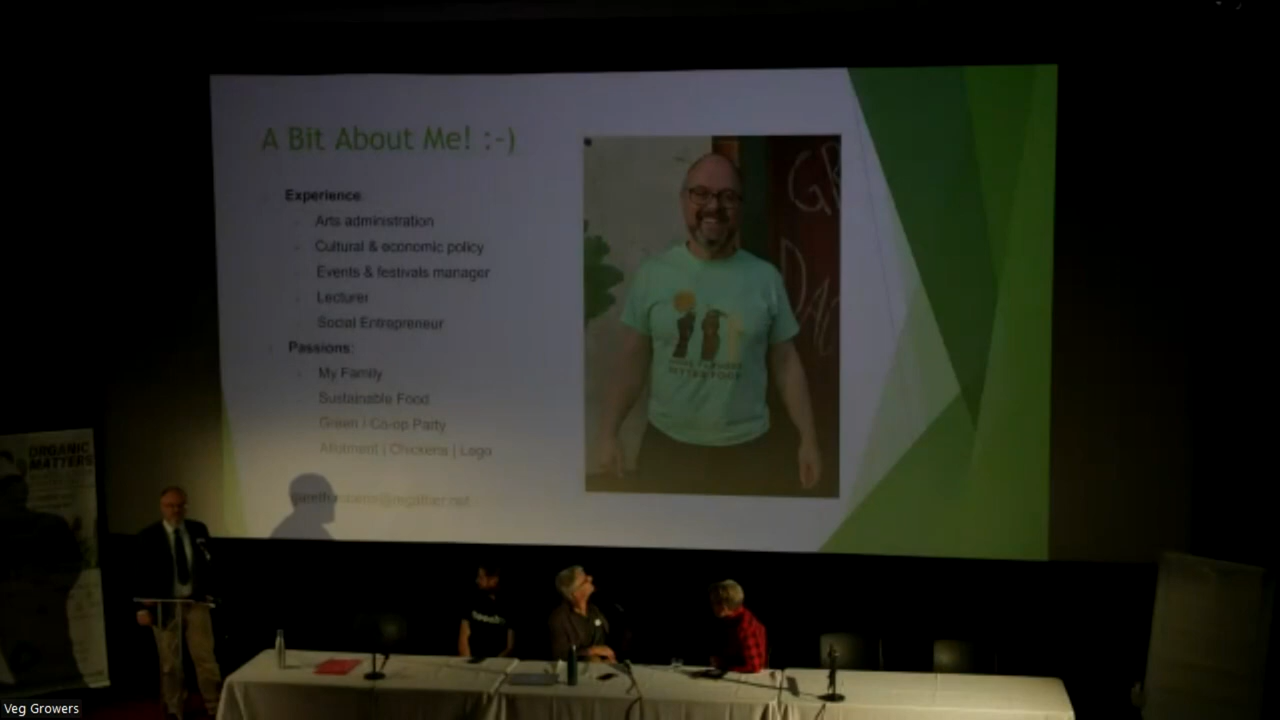 A Bit About Me! :-)
Experience
Arts administration
Cultural & economic policy
Events & festivals manager
Lecturer
Social Entrepreneur
Passions:
My Family
Sustainable Food
Green | Co-op Party
Allotment | Chickens | Lego
ORGANIC
MATTERS
Veg Growers